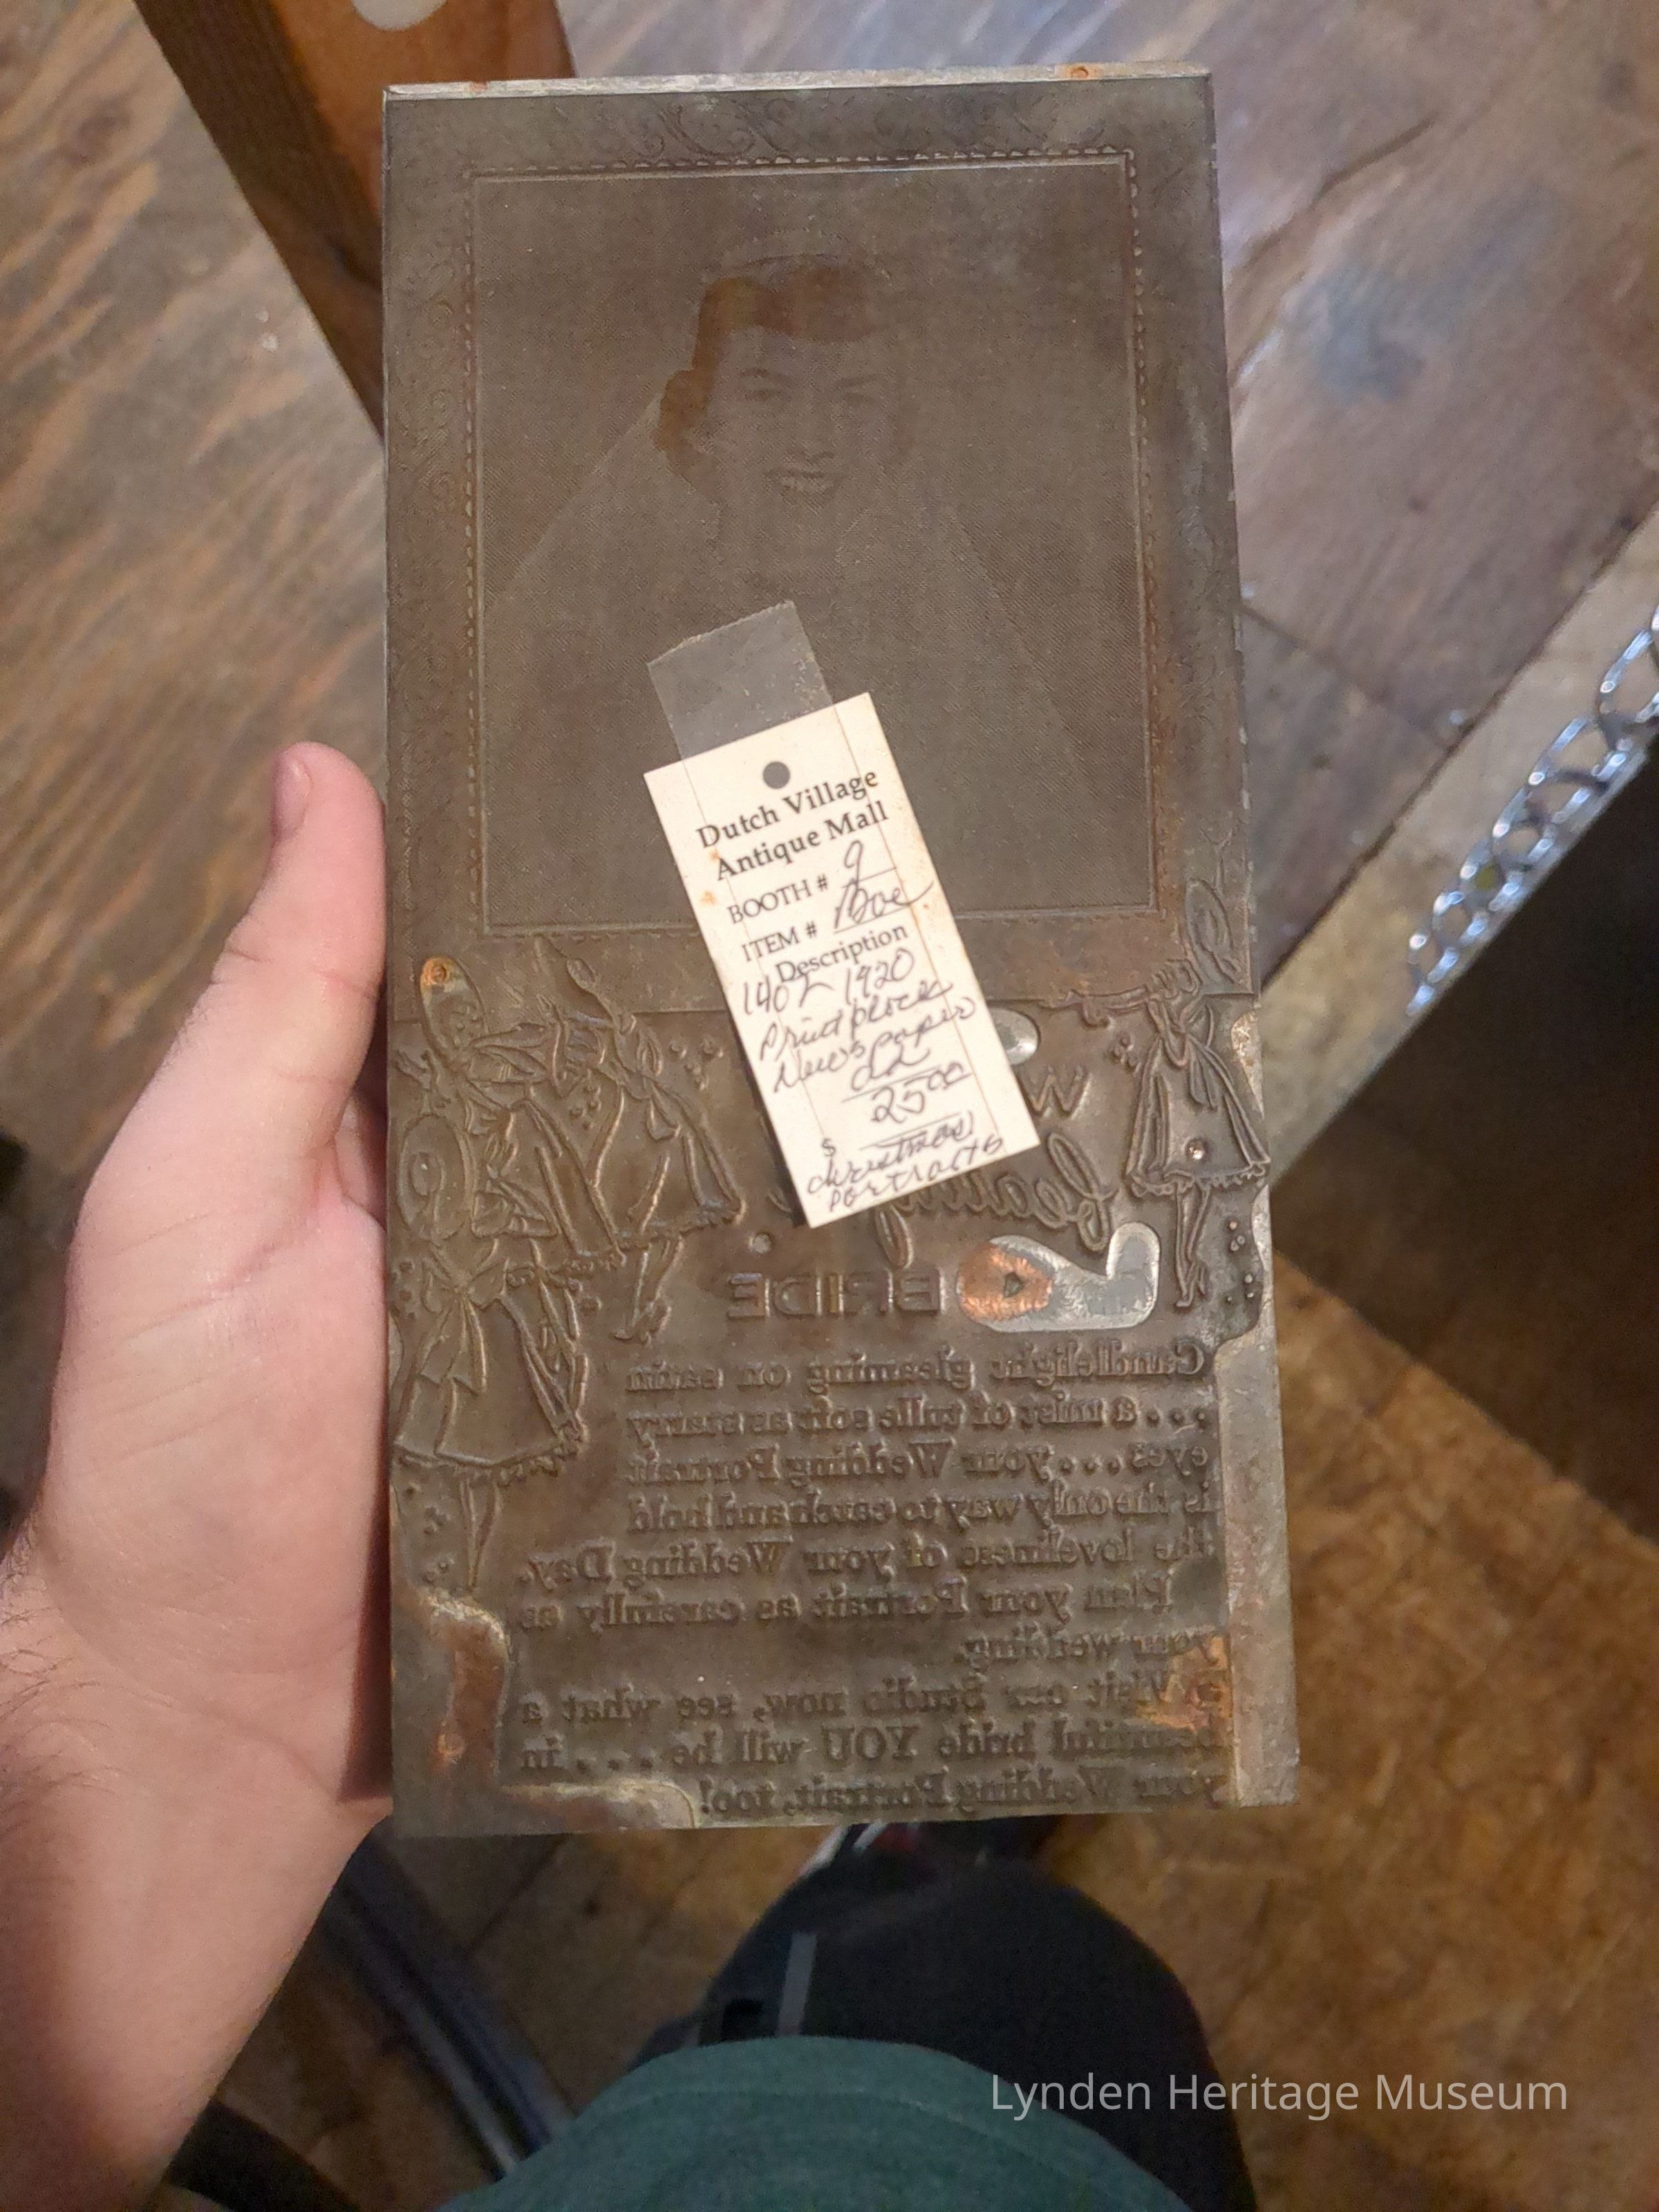 Dutch Village
Antique Mall
BOOTH # 9
ITEM # Boe
Description
1920
print block
News paper
ad
2500
$
christmas
portraits
w
beauti
BRIDE
Candlelight gleaming on satin
. . . a mist of tulle soft as starry
eyes . . . your Wedding Portrait
is the only way to catch and hold
the loveliness of your Wedding Day.
Plan your Portrait as carefully as
your wedding.
Visit our Studio now, see what a
beautiful bride YOU will be . . . . in
your Wedding Portrait, too!
Lynden Heritage Museum